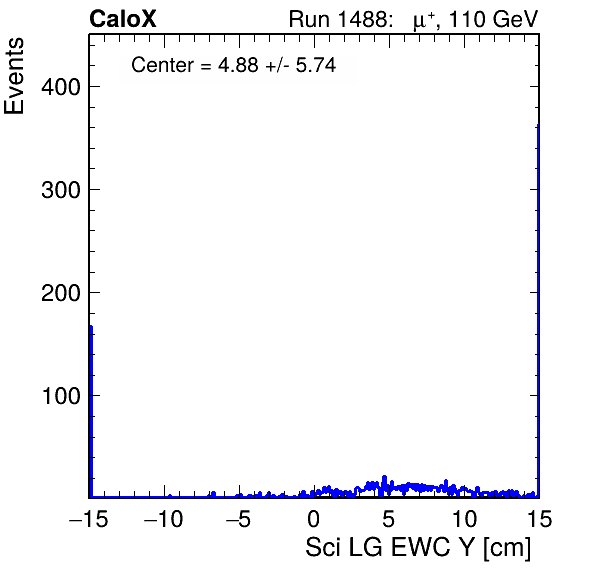 CaloX Run 1488: μ⁺, 110 GeV
Center = 4.88 +/- 5.74
Events
400
300
200
100
−15 −10 −5 0 5 10 15
Sci LG EWC Y [cm]